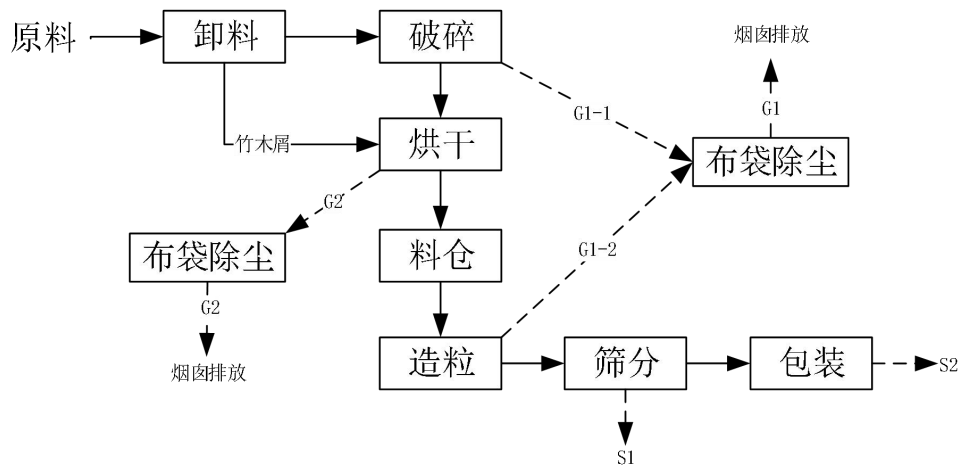 原料
卸料
破碎
烟囱排放
G1
G1-1
竹木屑
烘干
布袋除尘
G2
布袋除尘
料仓
G1-2
G2
烟囱排放
造粒
筛分
包装
S2
S1